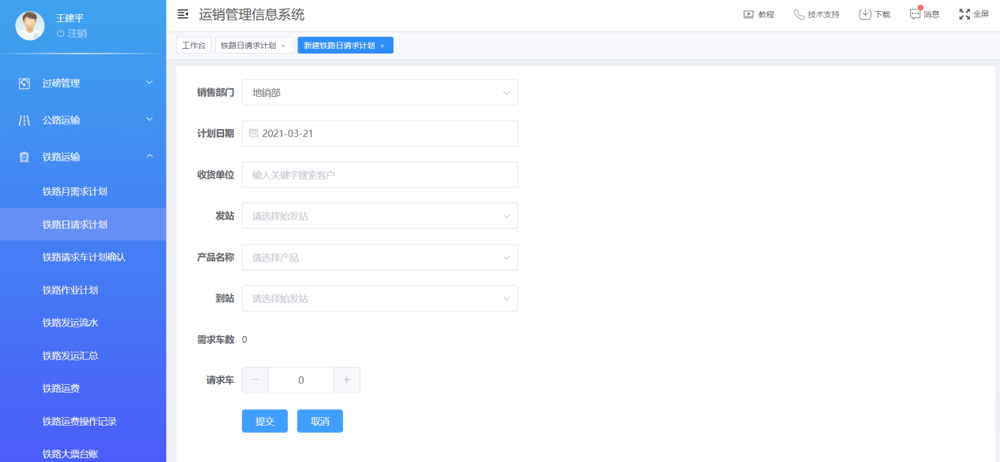 王建平
注销
过磅管理
公路运输
铁路运输
铁路月需求计划
铁路日请求计划
铁路请求车计划确认
铁路作业计划
铁路发运流水
铁路发运汇总
铁路运费
铁路运费操作记录
铁路大票台账
运销管理信息系统
教程 技术支持 下载 消息 全屏
工作台 铁路日请求计划 × 新建铁路日请求计划 ×
销售部门 地销部
计划日期 2021-03-21
收货单位 输入关键字搜索客户
发站 请选择始发站
产品名称 请选择产品
到站 请选择始发站
需求车数 0
请求车 − 0 +
提交 取消